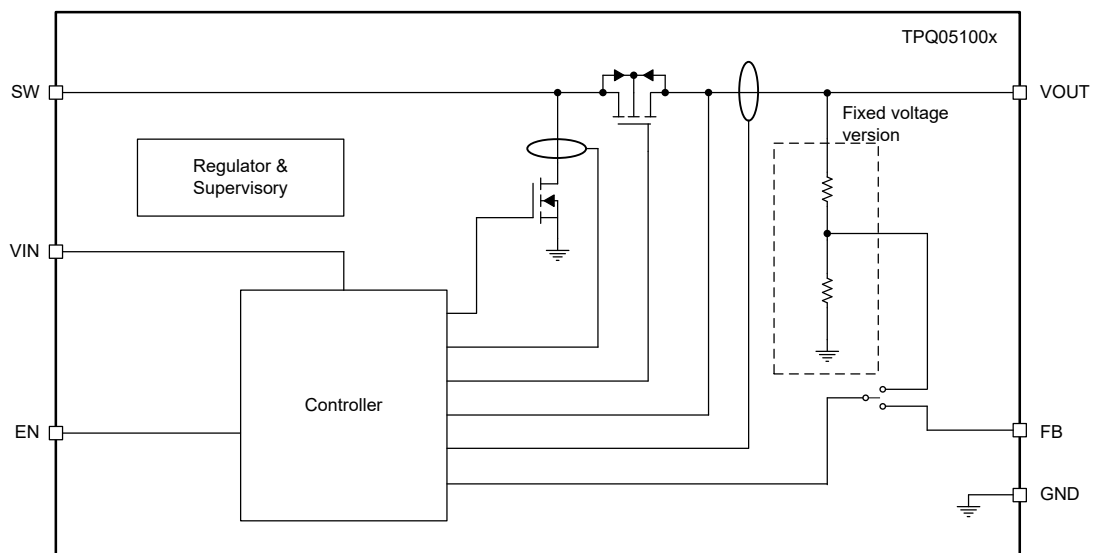 TPQ05100x
SW
VOUT
Fixed voltage
version
Regulator &
Supervisory
VIN
Controller
EN
FB
GND